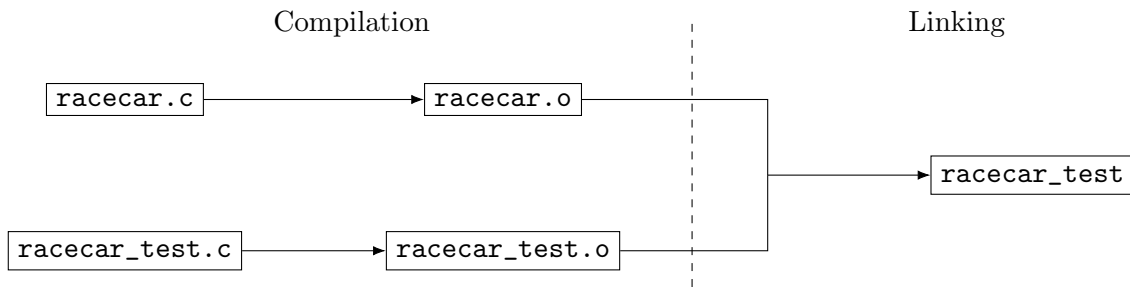 Compilation
Linking
racecar.c
racecar.o
racecar_test
racecar_test.c
racecar_test.o